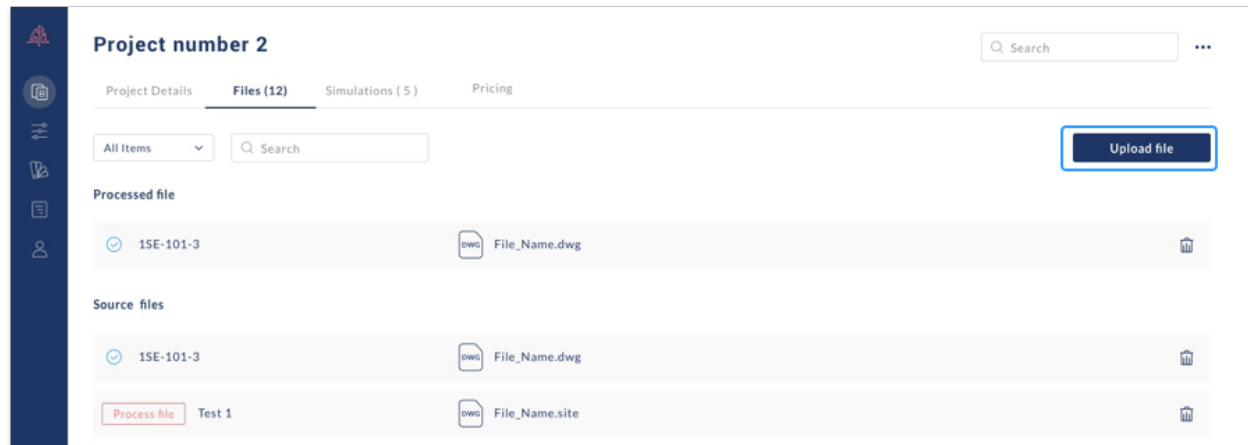 Project number 2
Search
Project Details Files (12) Simulations ( 5 ) Pricing
All Items Search Upload file
Processed file
1SE-101-3 DWG File_Name.dwg
Source files
1SE-101-3 DWG File_Name.dwg
Process file Test 1 DWG File_Name.site